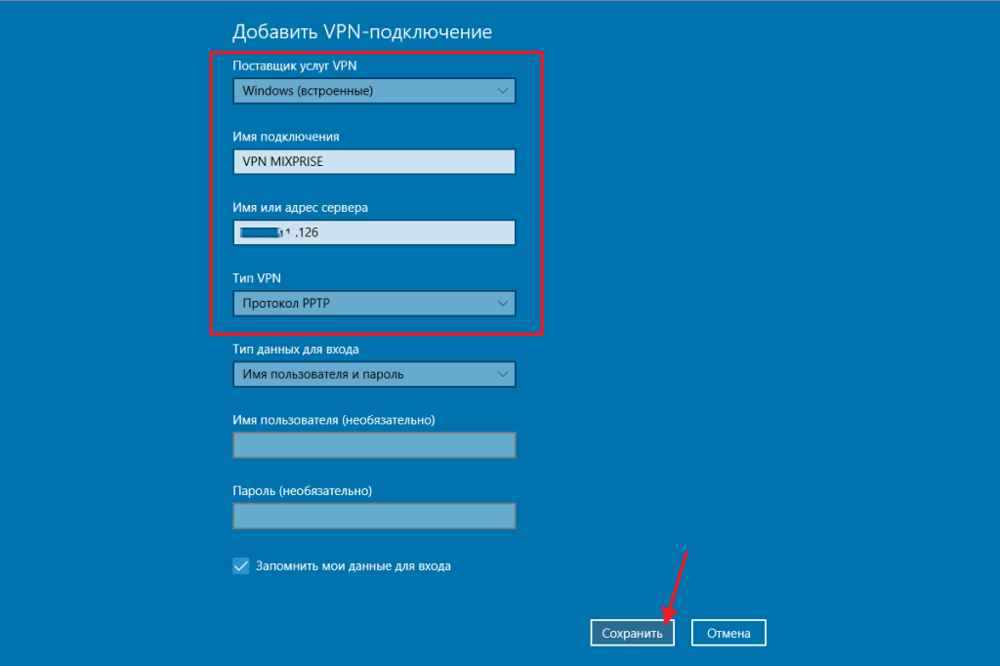 Добавить VPN-подключение
Поставщик услуг VPN
Windows (встроенные)
Имя подключения
VPN MIXPRISE
Имя или адрес сервера
.126
Тип VPN
Протокол PPTP
Тип данных для входа
Имя пользователя и пароль
Имя пользователя (необязательно)
Пароль (необязательно)
Запомнить мои данные для входа
Сохранить Отмена